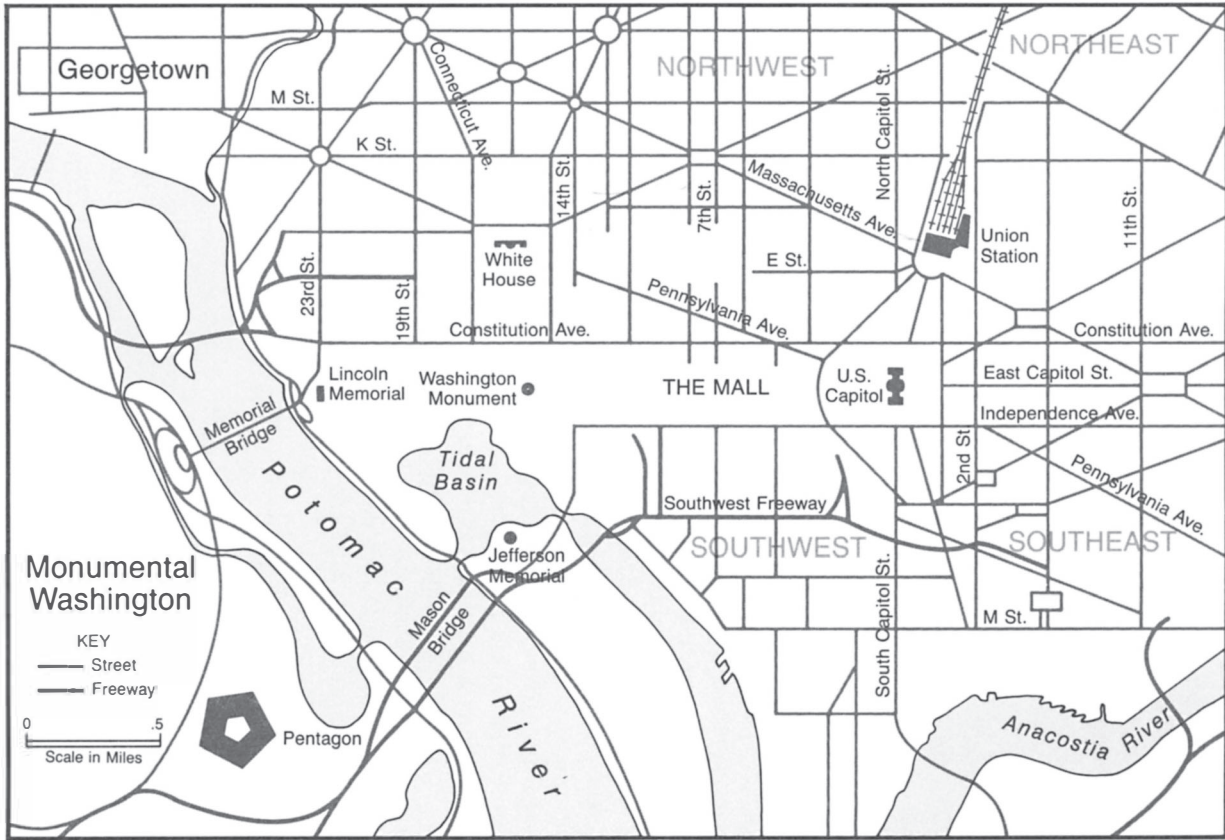 Georgetown
NORTHWEST
NORTHEAST
M St.
Connecticut Ave.
K St.
14th St.
7th St.
Massachusetts Ave.
North Capitol St.
11th St.
Union
Station
White
House
E St.
23rd St.
19th St.
Pennsylvania Ave.
Constitution Ave.
Constitution Ave.
Lincoln
Memorial
Washington
Monument
THE MALL
U.S.
Capitol
East Capitol St.
Independence Ave.
Memorial
Bridge
Tidal
Basin
2nd St
Pennsylvania Ave.
Southwest Freeway
Potomac
SOUTHWEST
SOUTHEAST
Jefferson
Memorial
Monumental
Washington
Mason
Bridge
M St.
South Capitol St.
KEY
Street
Freeway
0 .5
Scale in Miles
Pentagon
River
Anacostia River